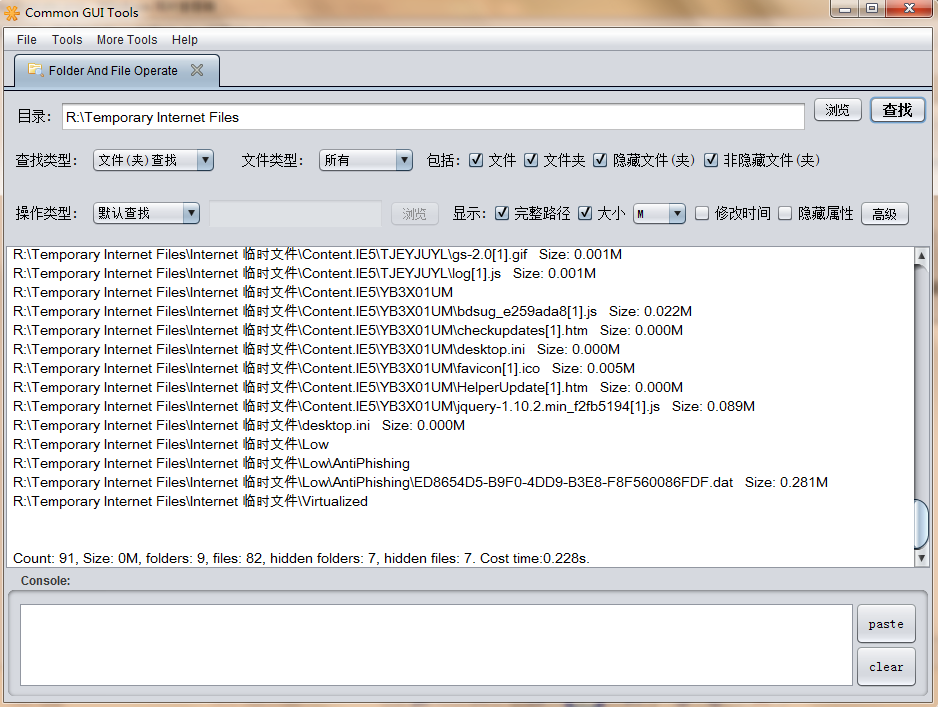 Common GUI Tools
File Tools More Tools Help
Folder And File Operate
目录: R:\Temporary Internet Files 浏览 查找
查找类型: 文件(夹)查找 文件类型: 所有 包括: 文件 文件夹 隐藏文件(夹) 非隐藏文件(夹)
操作类型: 默认查找 浏览 显示: 完整路径 大小 M 修改时间 隐藏属性 高级
R:\Temporary Internet Files\Internet 临时文件\Content.IE5\TJEYJUYL\gs-2.0[1].gif Size: 0.001M
R:\Temporary Internet Files\Internet 临时文件\Content.IE5\TJEYJUYL\log[1].js Size: 0.001M
R:\Temporary Internet Files\Internet 临时文件\Content.IE5\YB3X01UM
R:\Temporary Internet Files\Internet 临时文件\Content.IE5\YB3X01UM\bdsug_e259ada8[1].js Size: 0.022M
R:\Temporary Internet Files\Internet 临时文件\Content.IE5\YB3X01UM\checkupdates[1].htm Size: 0.000M
R:\Temporary Internet Files\Internet 临时文件\Content.IE5\YB3X01UM\desktop.ini Size: 0.000M
R:\Temporary Internet Files\Internet 临时文件\Content.IE5\YB3X01UM\favicon[1].ico Size: 0.005M
R:\Temporary Internet Files\Internet 临时文件\Content.IE5\YB3X01UM\HelperUpdate[1].htm Size: 0.000M
R:\Temporary Internet Files\Internet 临时文件\Content.IE5\YB3X01UM\jquery-1.10.2.min_f2fb5194[1].js Size: 0.089M
R:\Temporary Internet Files\Internet 临时文件\desktop.ini Size: 0.000M
R:\Temporary Internet Files\Internet 临时文件\Low
R:\Temporary Internet Files\Internet 临时文件\Low\AntiPhishing
R:\Temporary Internet Files\Internet 临时文件\Low\AntiPhishing\ED8654D5-B9F0-4DD9-B3E8-F8F560086FDF.dat Size: 0.281M
R:\Temporary Internet Files\Internet 临时文件\Virtualized
Count: 91, Size: 0M, folders: 9, files: 82, hidden folders: 7, hidden files: 7. Cost time:0.228s.
Console:
paste
clear